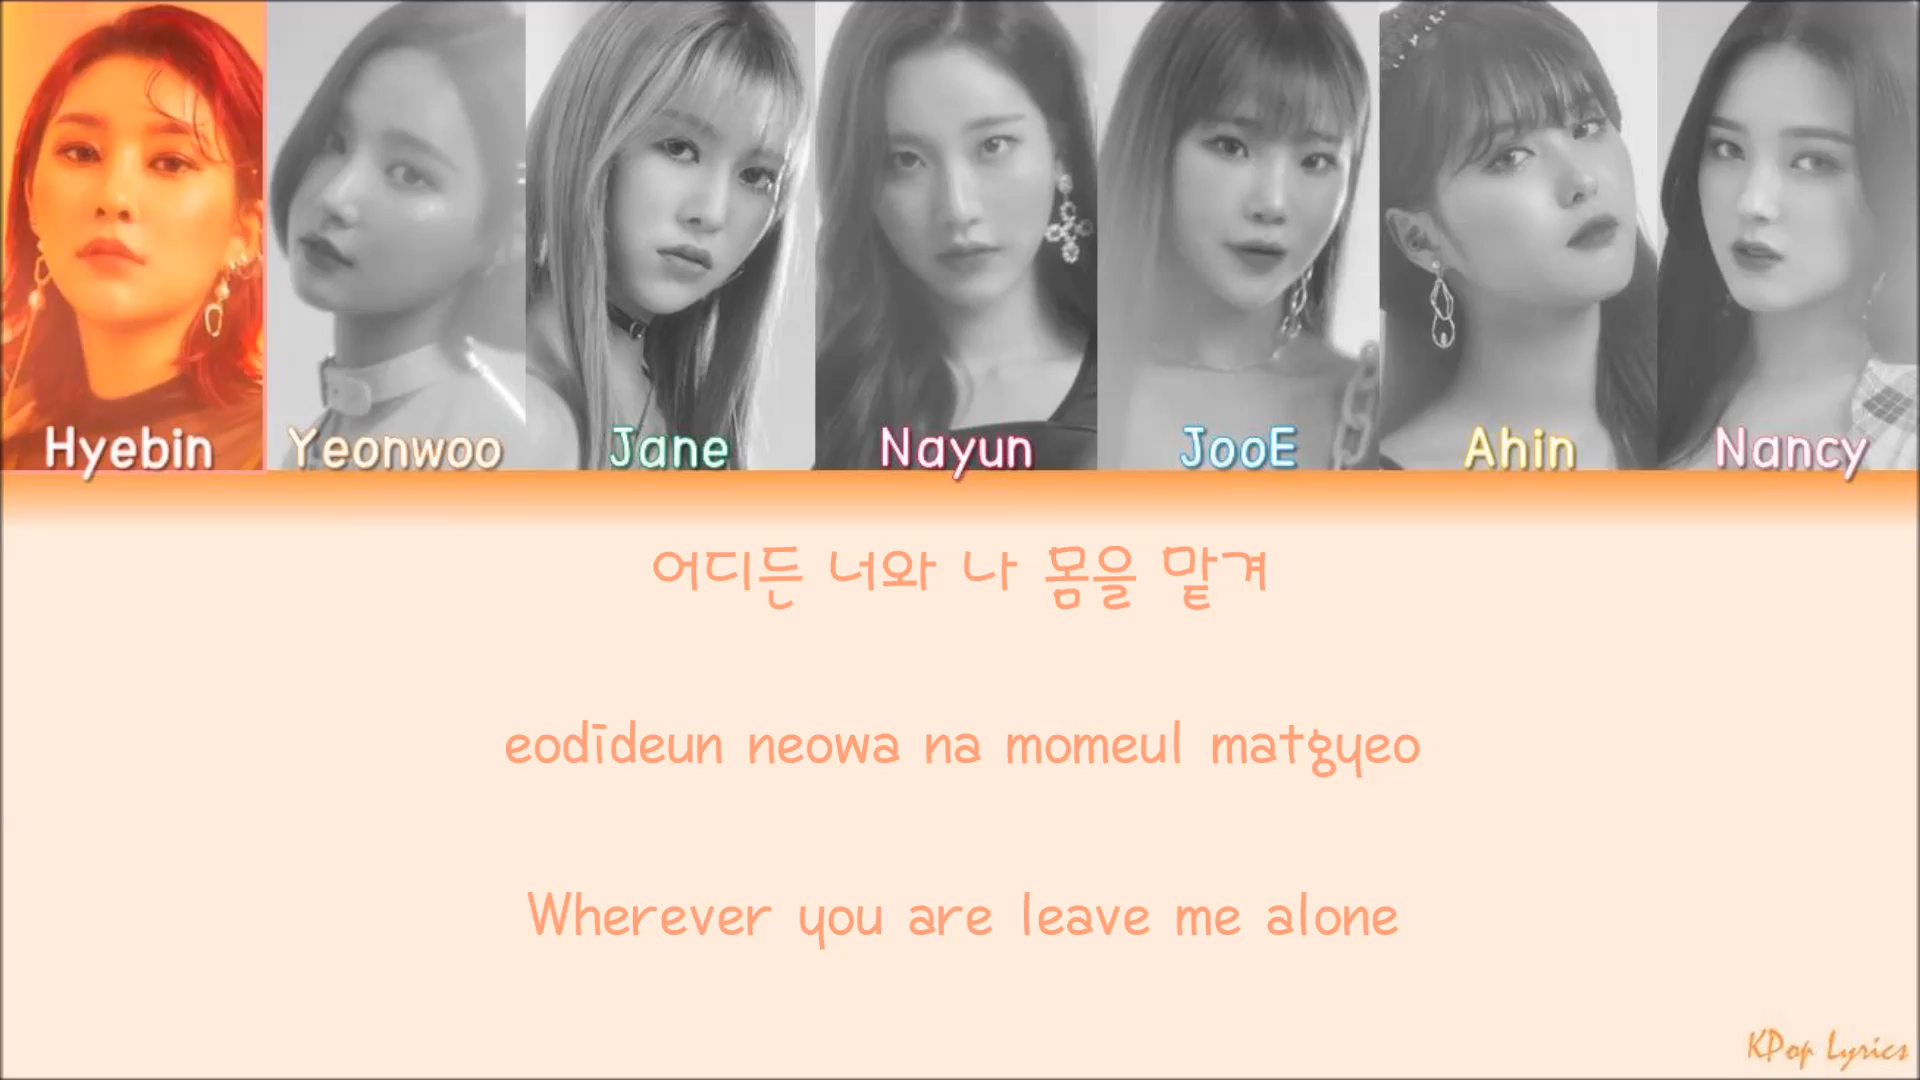 Hyebin Yeonwoo Jane Nayun JooE Ahin Nancy
어디든 너와 나 몸을 맡겨
eodīdeun neowa na momeul matgyeo
Wherever you are leave me alone
KPop Lyrics